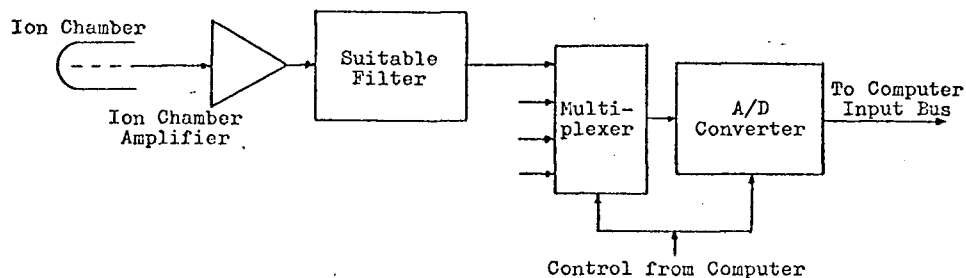 Ion Chamber
Ion Chamber
Amplifier
Suitable
Filter
Multi-
plexer
A/D
Converter
To Computer
Input Bus
Control from Computer